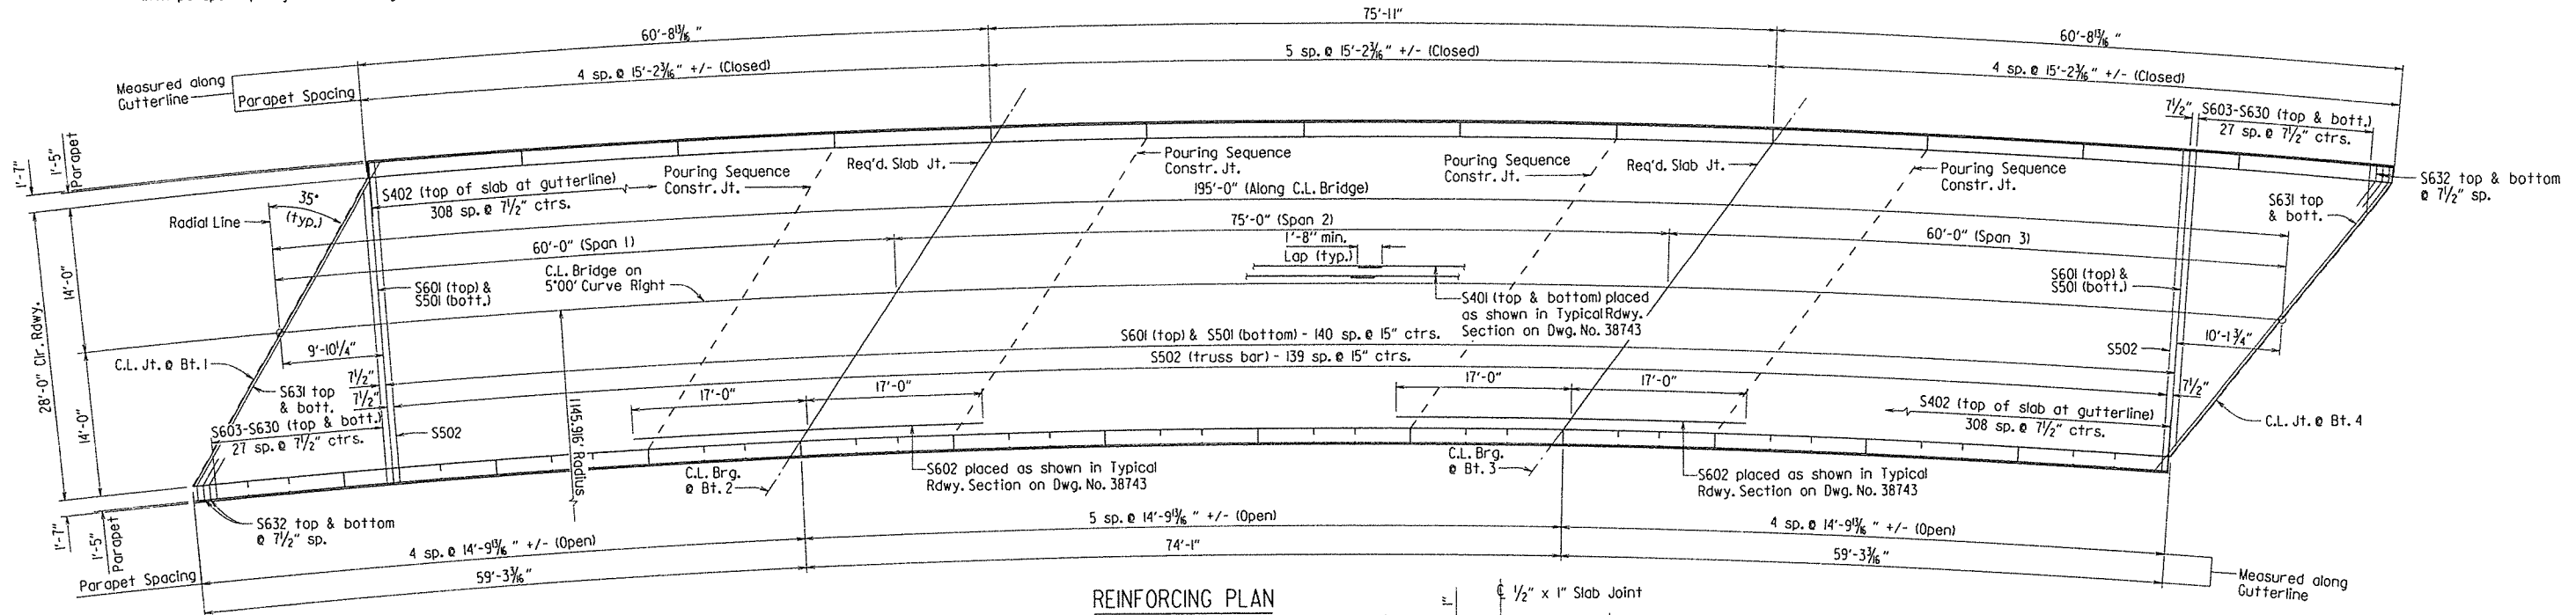 75'-11"
60'-8 13/16"
60'-8 13/16"
5 sp. @ 15'-2 3/16" +/- (Closed)
4 sp. @ 15'-2 3/16" +/- (Closed)
4 sp. @ 15'-2 3/16" +/- (Closed)
Measured along
Gutterline
Parapet Spacing
7 1/2"
S603-S630 (top & bott.)
27 sp. @ 7 1/2" ctrs.
1'-7"
1'-5"
Parapet
Req'd. Slab Jt.
Pouring Sequence
Constr. Jt.
Pouring Sequence
Constr. Jt.
Req'd. Slab Jt.
Pouring Sequence
Constr. Jt.
S402 (top of slab at gutterline)
308 sp. @ 7 1/2" ctrs.
Pouring Sequence
Constr. Jt.
S632 top & bottom
@ 7 1/2" sp.
35°
(typ.)
Radial Line
195'-0" (Along C.L. Bridge)
S631 top
& bott.
75'-0" (Span 2)
60'-0" (Span 1)
60'-0" (Span 3)
1'-8" min.
Lap (typ.)
14'-0"
28'-0" Clr. Rdwy.
14'-0"
C.L. Bridge on
5°00' Curve Right
S601 (top) &
S501 (bott.)
S601 (top) &
S501 (bott.)
S401 (top & bottom) placed
as shown in Typical Rdwy.
Section on Dwg. No. 38743
S601 (top) & S501 (bottom) - 140 sp. @ 15" ctrs.
S502 (truss bar) - 139 sp. @ 15" ctrs.
9'-10 1/4"
10'-1 3/4"
S502
C.L. Jt. @ Bt. 1
7 1/2"
S631 top
& bott.
7 1/2"
S603-S630 (top & bott.)
27 sp. @ 7 1/2" ctrs.
S502
1145.916' Radius
17'-0"
17'-0"
17'-0"
17'-0"
7 1/2"
S402 (top of slab at gutterline)
308 sp. @ 7 1/2" ctrs.
C.L. Jt. @ Bt. 4
C.L. Brg.
@ Bt. 2
S602 placed as shown in Typical
Rdwy. Section on Dwg. No. 38743
C.L. Brg.
@ Bt. 3
S602 placed as shown in Typical
Rdwy. Section on Dwg. No. 38743
1'-7"
1'-5"
Parapet
S632 top & bottom
@ 7 1/2" sp.
5 sp. @ 14'-9 13/16" +/- (Open)
4 sp. @ 14'-9 13/16" +/- (Open)
4 sp. @ 14'-9 13/16" +/- (Open)
Parapet Spacing
74'-1"
59'-3 3/16"
59'-3 3/16"
Measured along
Gutterline
REINFORCING PLAN
℄ 1/2" x 1" Slab Joint